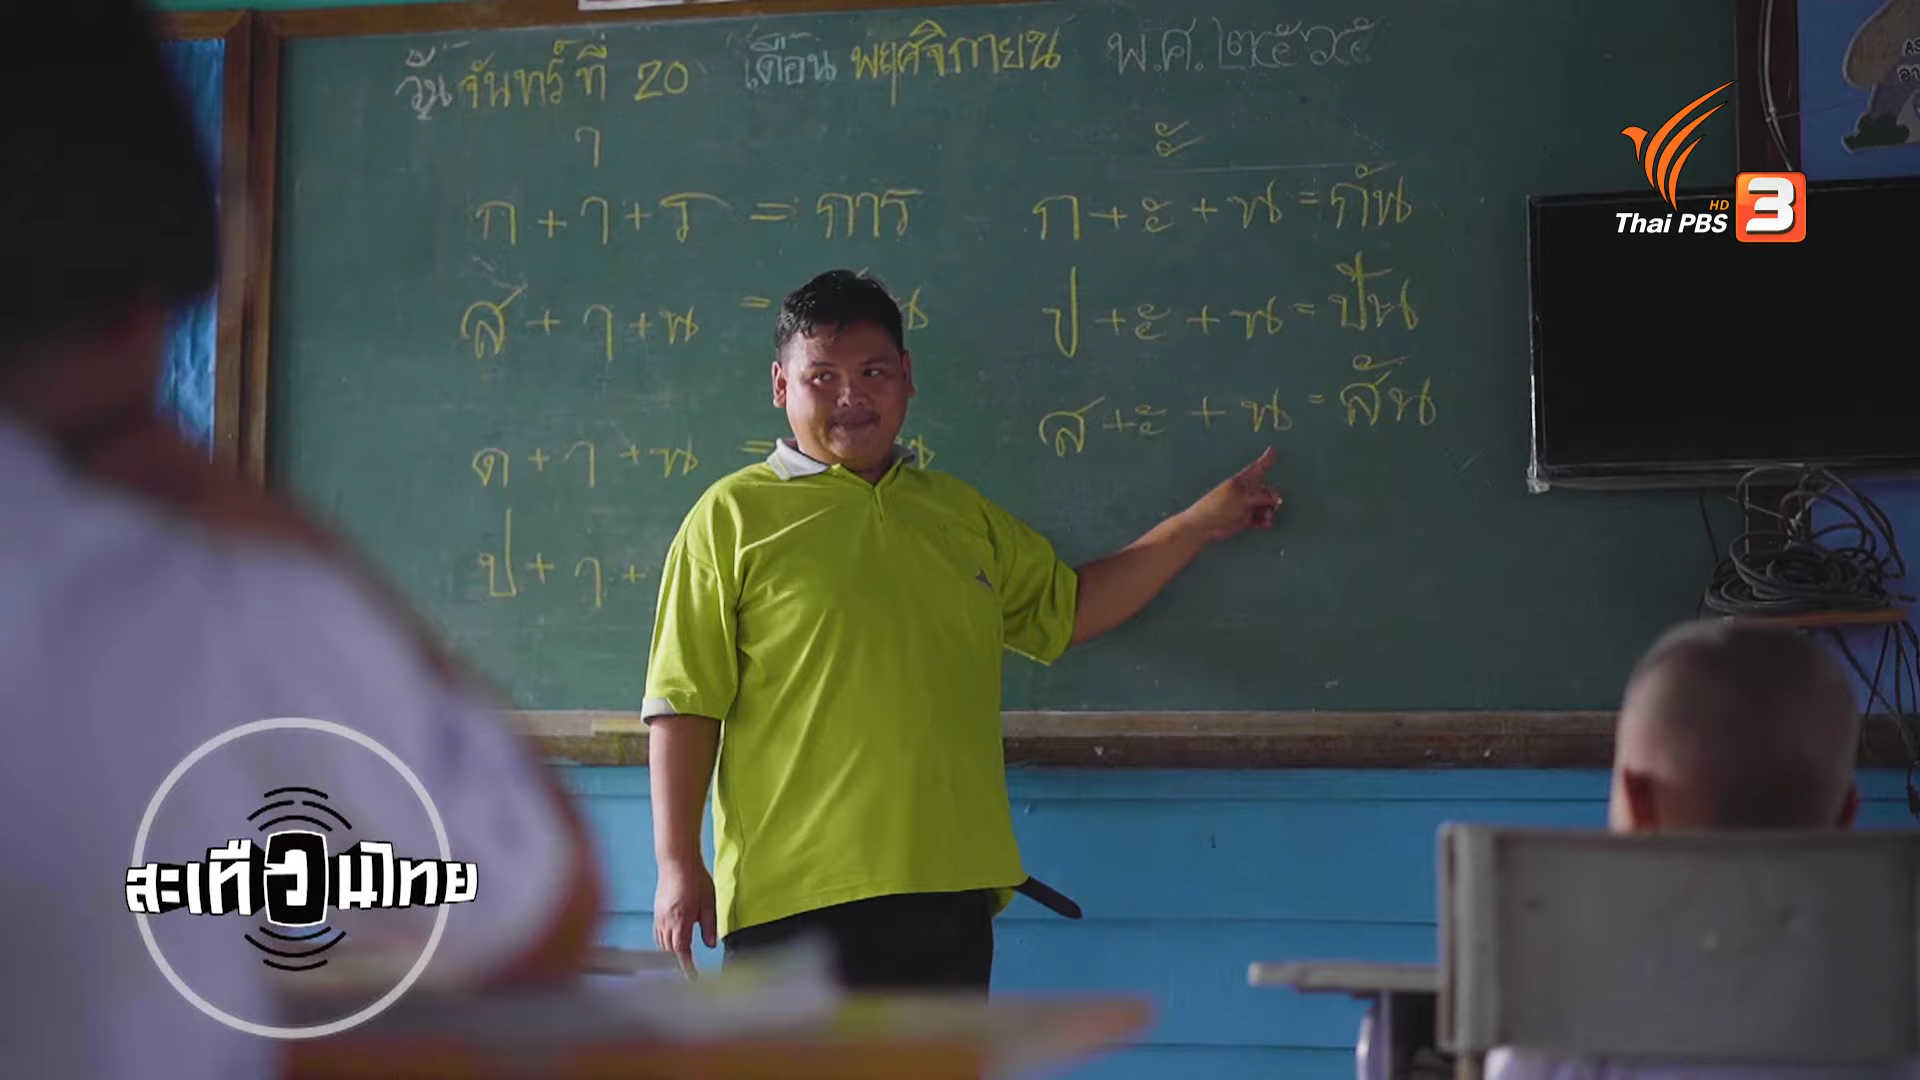 วัน จันทร์ ที่ 20 เดือน พฤศจิกายน พ.ศ. ๒๕๖๕
า
ก + า + ร = การ
ส + า + น =
ด + า + น =
ป + า +
ก + ะ + น = กัน
ป + ะ + น = ปัน
ส + ะ + น = สัน
HD
Thai PBS 3
สะเทือนไทย